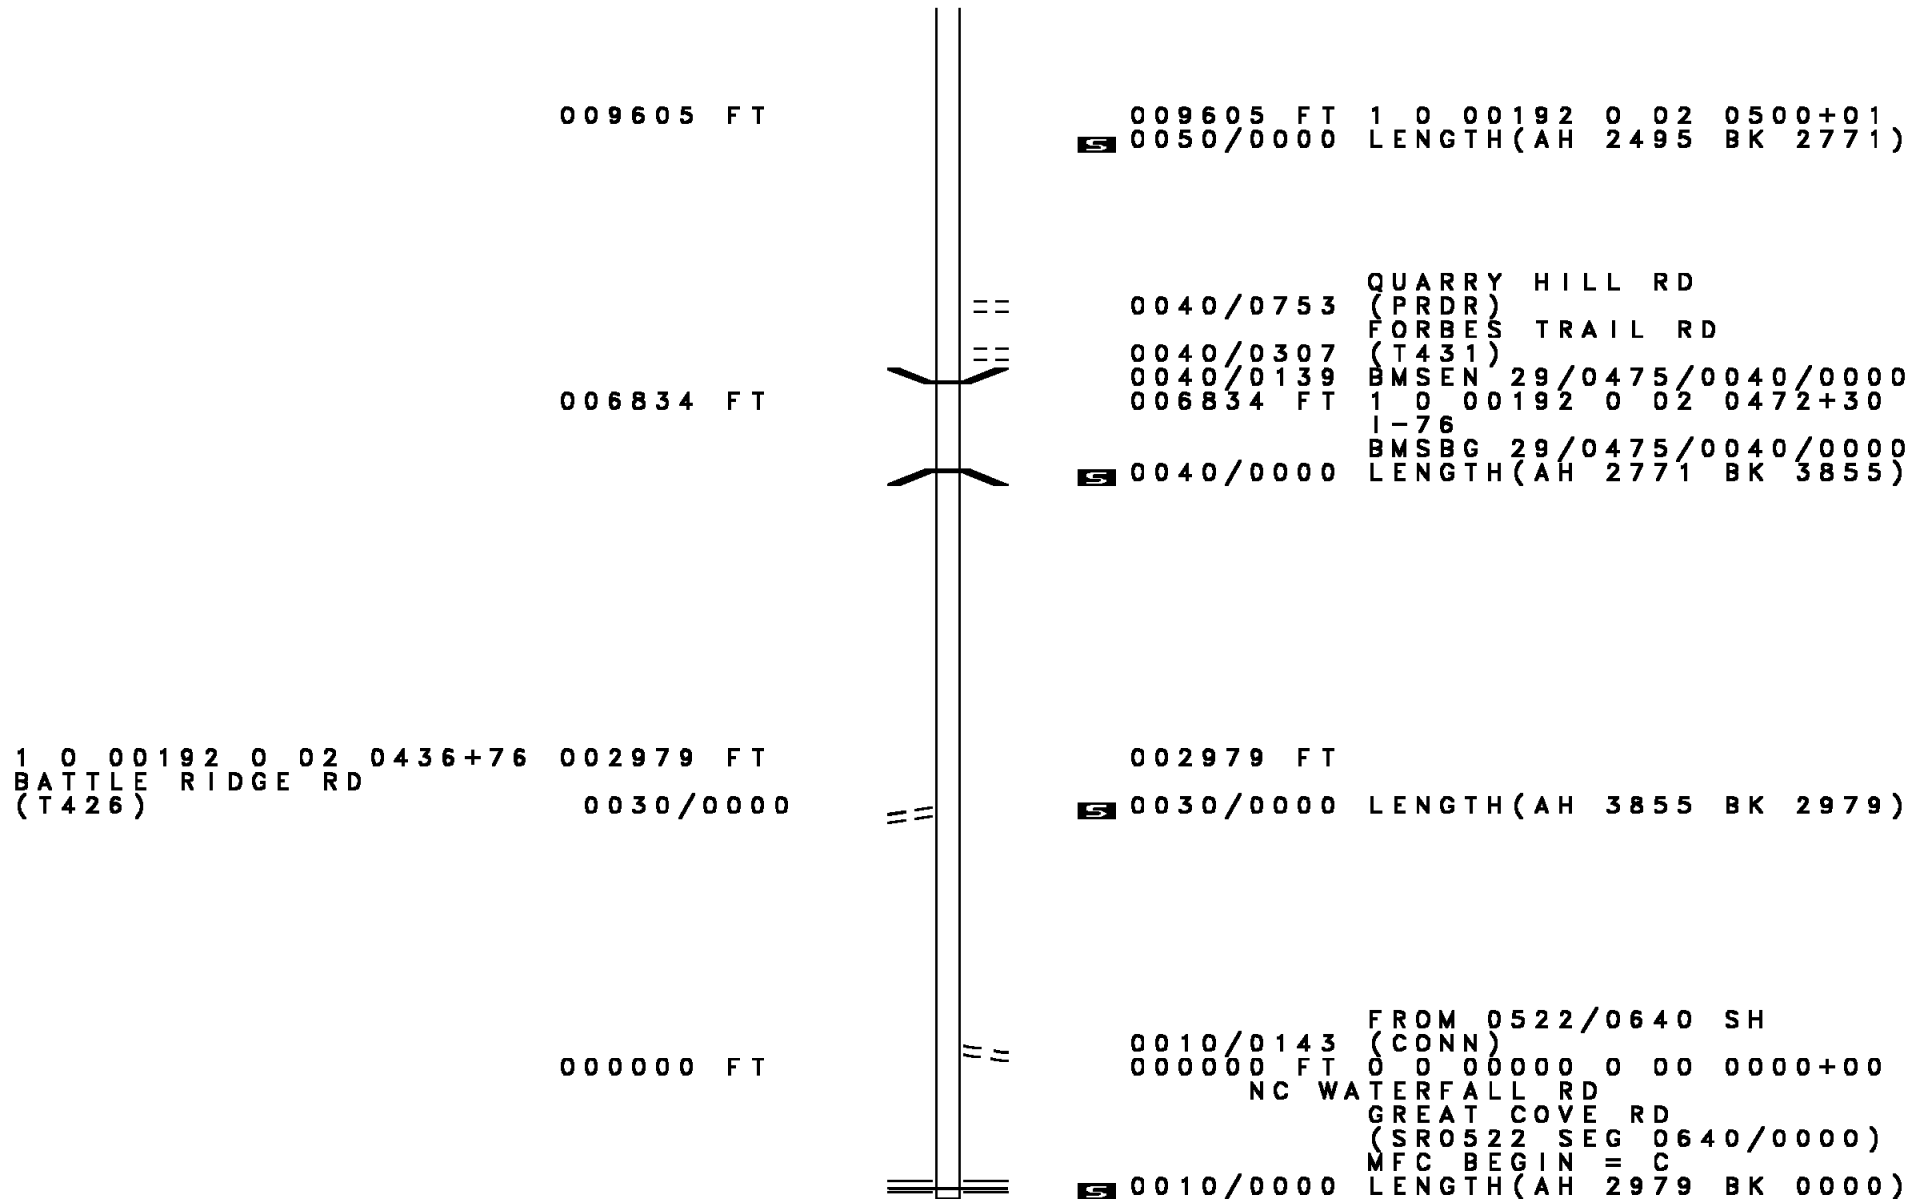 009605 FT 009605 FT 1 0 00192 0 02 0500+01
S 0050/0000 LENGTH(AH 2495 BK 2771)
QUARRY HILL RD
0040/0753 (PRDR)
FORBES TRAIL RD
0040/0307 (T431)
0040/0139 BMSEN 29/0475/0040/0000
006834 FT 006834 FT 1 0 00192 0 02 0472+30
I-76
BMSBG 29/0475/0040/0000
S 0040/0000 LENGTH(AH 2771 BK 3855)
1 0 00192 0 02 0436+76 002979 FT 002979 FT
BATTLE RIDGE RD
(T426) 0030/0000 S 0030/0000 LENGTH(AH 3855 BK 2979)
FROM 0522/0640 SH
0010/0143 (CONN)
000000 FT 000000 FT 0 0 00000 0 00 0000+00
NC WATERFALL RD
GREAT COVE RD
(SR0522 SEG 0640/0000)
MFC BEGIN = C
S 0010/0000 LENGTH(AH 2979 BK 0000)